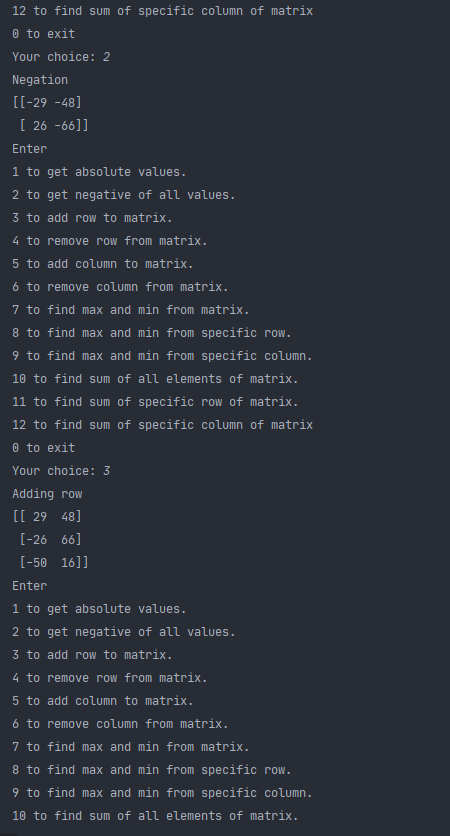 12 to find sum of specific column of matrix
0 to exit
Your choice: 2
Negation
[[-29 -48]
 [ 26 -66]]
Enter
1 to get absolute values.
2 to get negative of all values.
3 to add row to matrix.
4 to remove row from matrix.
5 to add column to matrix.
6 to remove column from matrix.
7 to find max and min from matrix.
8 to find max and min from specific row.
9 to find max and min from specific column.
10 to find sum of all elements of matrix.
11 to find sum of specific row of matrix.
12 to find sum of specific column of matrix
0 to exit
Your choice: 3
Adding row
[[ 29  48]
 [-26  66]
 [-50  16]]
Enter
1 to get absolute values.
2 to get negative of all values.
3 to add row to matrix.
4 to remove row from matrix.
5 to add column to matrix.
6 to remove column from matrix.
7 to find max and min from matrix.
8 to find max and min from specific row.
9 to find max and min from specific column.
10 to find sum of all elements of matrix.